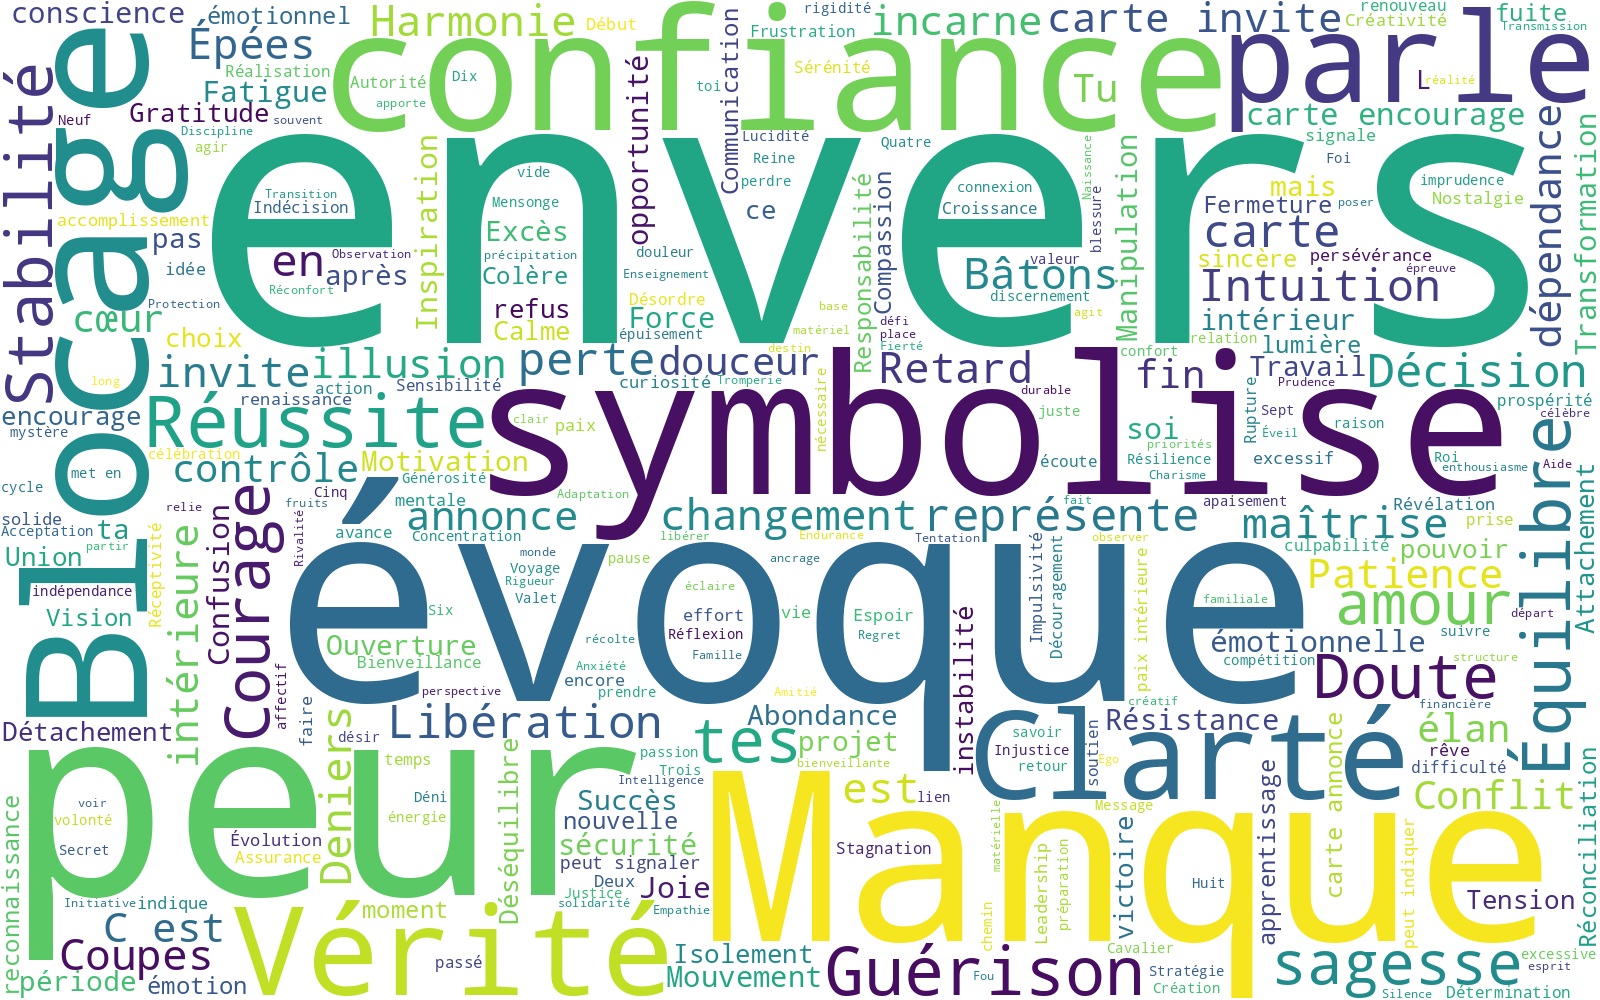 conscience
émotionnel
Harmonie
Début
rigidité
Frustration
incarne
carte invite
renouveau
Créativité
fuite
Transmission
Épées
confiance
parle
Réalisation
Fatigue
Autorité
Dix
apporte
Sérénité
toi
Tu
L
réalité
Gratitude
souvent
Neuf
Discipline
agir
Stabilité
Blocage
Inspiration
opportunité
Communication
Lucidité
Reine
perdre
Quatre
carte encourage
signale
Foi
dépendance
Transformation
envers
Transition
Indécision
vide
Mensonge
Excès
précipitation
Colère
ce
Responsabilité
Compassion
connexion
Croissance
Naissance
blessure
Manipulation
mais
Fermeture
poser
imprudence
Nostalgie
accomplissement
pas
idée
Protection
en
Observation
après
Réconfort
refus
Calme
douleur
Enseignement
Désordre
Force
épuisement
base
matériel
destin
défi
place
Fierté
Bâtons
valeur
discernement
agit
carte
sincère
persévérance
épreuve
Intuition
intérieur
relation
lumière
cœur
choix
invite
illusion
perte
douceur
Retard
confort
fin
Travail
Prudence
Décision
prospérité
célèbre
long
encourage
mystère
action
renaissance
Sensibilité
curiosité
Tromperie
nécessaire
durable
juste
Rupture
Sept
Éveil
raison
Réussite
symbolise
clair
paix
soi
priorités
Résilience
Charisme
écoute
excessif
Roi
enthousiasme
Aide
célébration
met en
contrôle
Motivation
Générosité
Adaptation
cycle
solide
Acceptation
relie
fruits
Cinq
mentale
apaisement
fait
Révélation
prise
Équilibre
Attachement
ta
partir
Union
Réceptivité
intérieure
Confusion
Courage
Rivalité
avance
annonce
Concentration
changement
libérer
Endurance
représente
Tentation
maîtrise
observer
culpabilité
pouvoir
indépendance
Vision
évoque
monde
Voyage
Rigueur
Valet
pause
ancrage
éclaire
Six
effort
Réflexion
Famille
vie
Espoir
Regret
récolte
Impulsivité
Découragement
paix intérieure
Patience
familiale
amour
départ
suivre
structure
émotionnelle
compétition
Ouverture
Bienveillance
Anxiété
encore
prendre
perspective
Amitié
instabilité
créatif
Doute
financière
Détachement
affectif
faire
désir
Libération
Abondance
tes
projet
bienveillante
clarté
savoir
Injustice
retour
soutien
Ego
Résistance
élan
rêve
difficulté
peur
Deniers
temps
Déni
énergie
Déséquilibre
passion
Trois
Intelligence
Succès
nouvelle
sécurité
est
lien
Message
Conflit
carte annonce
apprentissage
reconnaissance
voir
volonté
Secret
Évolution
Assurance
peut signaler
Deux
Justice
solidarité
Joie
Empathie
Manque
Stagnation
matérielle
Leadership
préparation
victoire
Huit
peut indiquer
Tension
Réconciliation
Initiative
indique
C est
Vérité
moment
Coupes
période
émotion
passé
Isolement
Mouvement
Guérison
Fou
chemin
Cavalier
Stratégie
Création
sagesse
excessive
esprit
Silence
Détermination